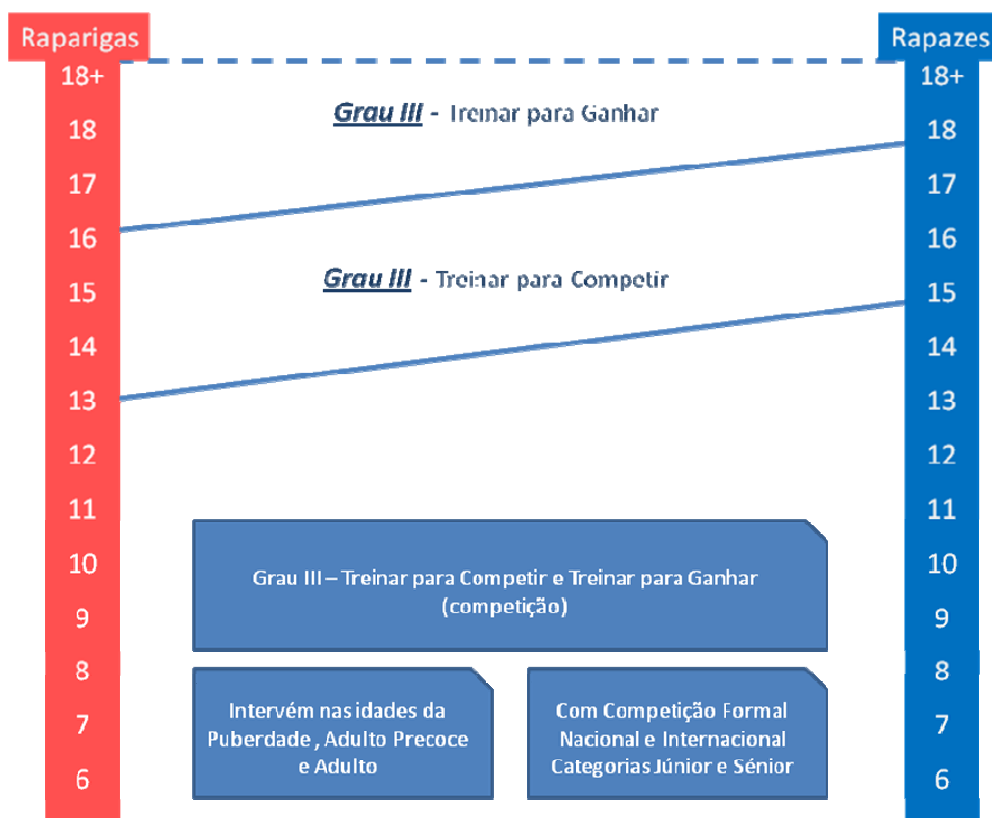 Raparigas
Rapazes
18+
18+
Grau III - Treinar para Ganhar
18
18
17
17
16
16
Grau III - Treinar para Competir
15
15
14
14
13
13
12
12
11
11
10
10
Grau III – Treinar para Competir e Treinar para Ganhar
(competição)
9
9
8
8
Intervém nas idades da
Puberdade , Adulto Precoce
e Adulto
Com Competição Formal
Nacional e Internacional
Categorias Júnior e Sénior
7
7
6
6